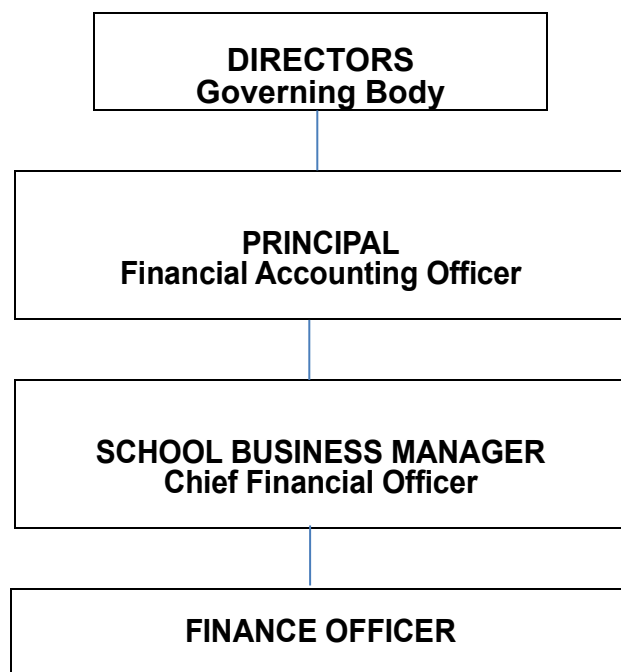 DIRECTORS
Governing Body
PRINCIPAL
Financial Accounting Officer
SCHOOL BUSINESS MANAGER
Chief Financial Officer
FINANCE OFFICER